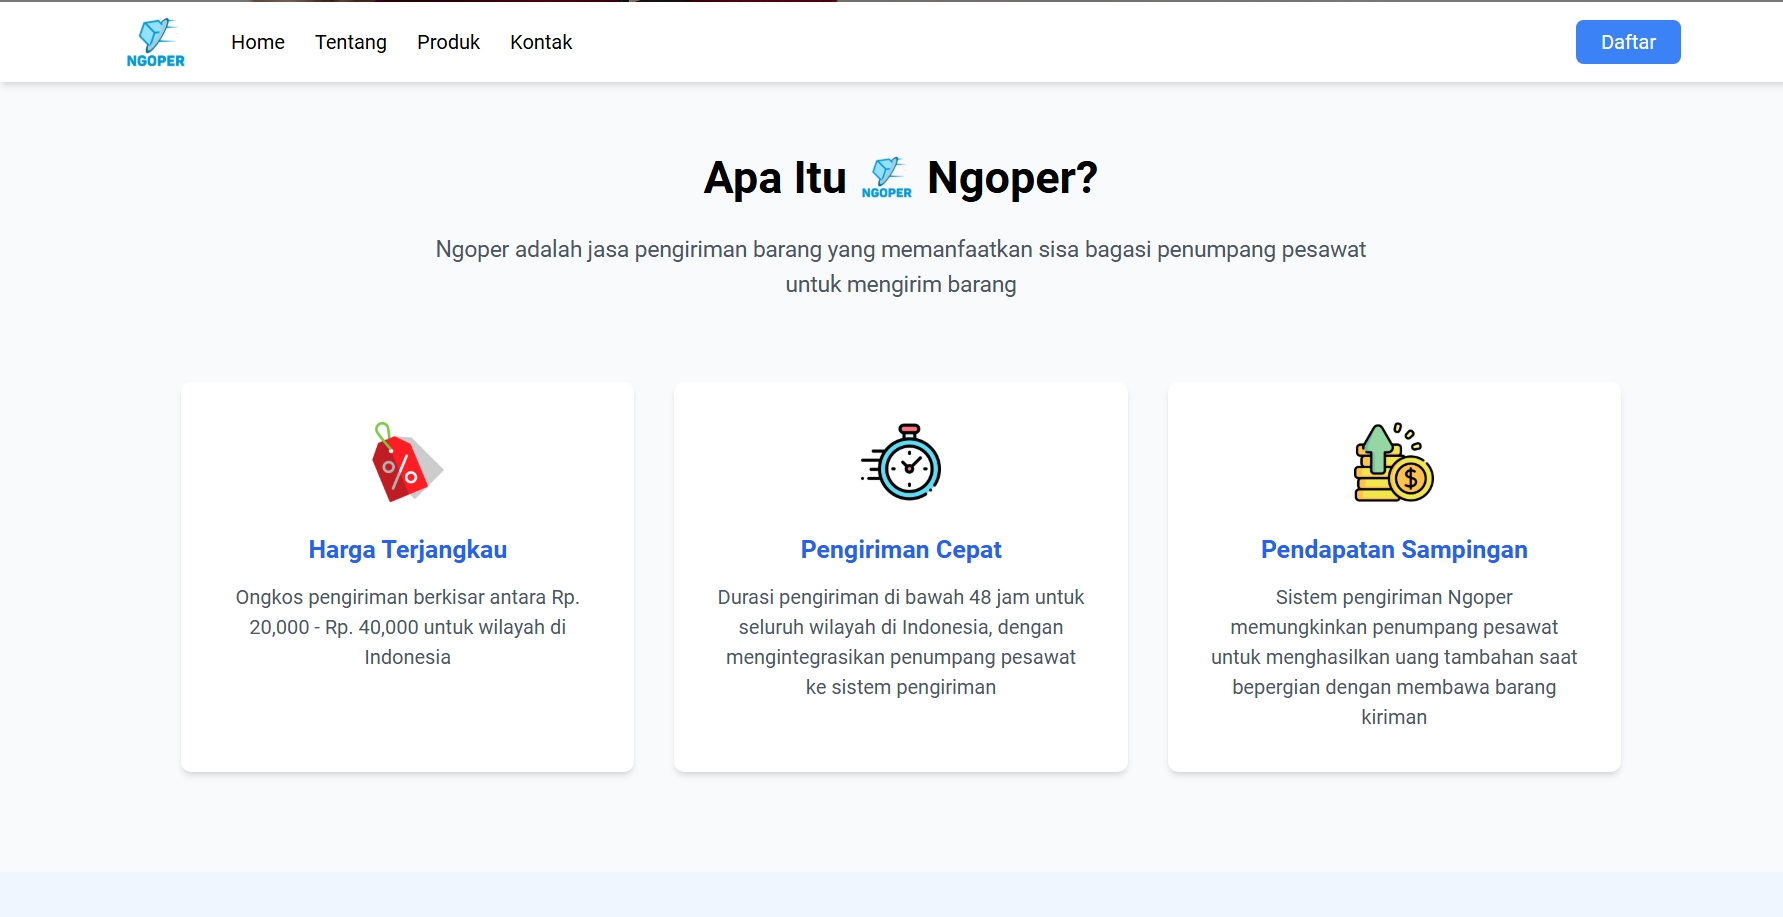 NGOPER
Home Tentang Produk Kontak
Daftar
Apa Itu NGOPER Ngoper?
Ngoper adalah jasa pengiriman barang yang memanfaatkan sisa bagasi penumpang pesawat
untuk mengirim barang
Harga Terjangkau
Ongkos pengiriman berkisar antara Rp.
20,000 - Rp. 40,000 untuk wilayah di
Indonesia
Pengiriman Cepat
Durasi pengiriman di bawah 48 jam untuk
seluruh wilayah di Indonesia, dengan
mengintegrasikan penumpang pesawat
ke sistem pengiriman
Pendapatan Sampingan
Sistem pengiriman Ngoper
memungkinkan penumpang pesawat
untuk menghasilkan uang tambahan saat
bepergian dengan membawa barang
kiriman